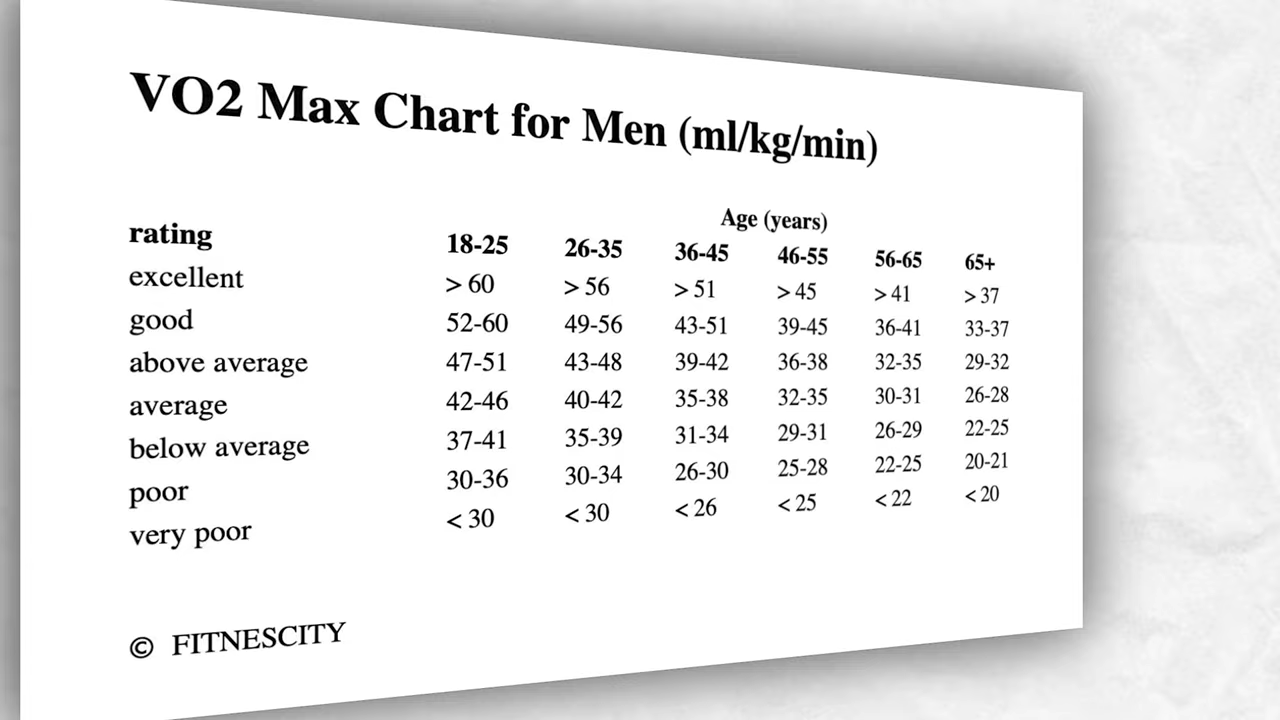 VO2 Max Chart for Men (ml/kg/min)
Age (years)
rating 18-25 26-35 36-45 46-55 56-65 65+
excellent > 60 > 56 > 51 > 45 > 41 > 37
good 52-60 49-56 43-51 39-45 36-41 33-37
above average 47-51 43-48 39-42 36-38 32-35 29-32
average 42-46 40-42 35-38 32-35 30-31 26-28
below average 37-41 35-39 31-34 29-31 26-29 22-25
poor 30-36 30-34 26-30 25-28 22-25 20-21
very poor < 30 < 30 < 26 < 25 < 22 < 20
© FITNESCITY